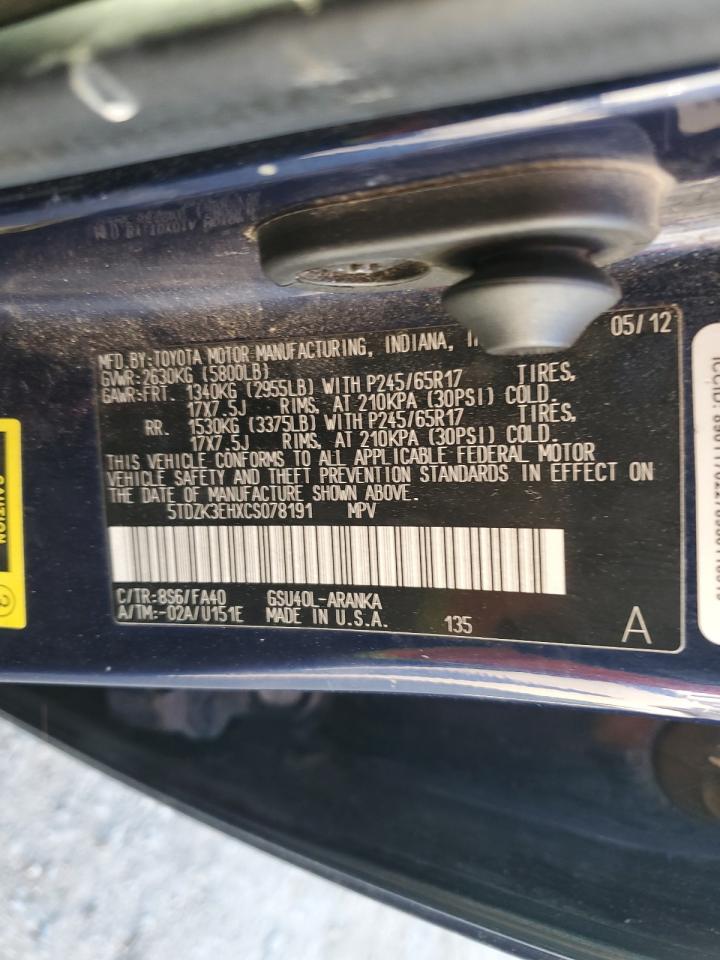 05/12
MFD.BY:TOYOTA MOTOR MANUFACTURING, INDIANA,
GVWR:2630KG (5800LB)
GAWR:FRT. 1340KG (2955LB) WITH P245/65R17 TIRES,
17X7.5J RIMS, AT 210KPA (30PSI) COLD.
RR. 1530KG (3375LB) WITH P245/65R17 TIRES,
17X7.5J RIMS, AT 210KPA (30PSI) COLD.
THIS VEHICLE CONFORMS TO ALL APPLICABLE FEDERAL MOTOR
VEHICLE SAFETY AND THEFT PREVENTION STANDARDS IN EFFECT ON
THE DATE OF MANUFACTURE SHOWN ABOVE.
5TDZK3EHXCS078191 MPV
C/TR:8S6/FA40 GSU40L-ARANKA
A/TM:-02A/U151E MADE IN U.S.A. 135 A
CAUTION